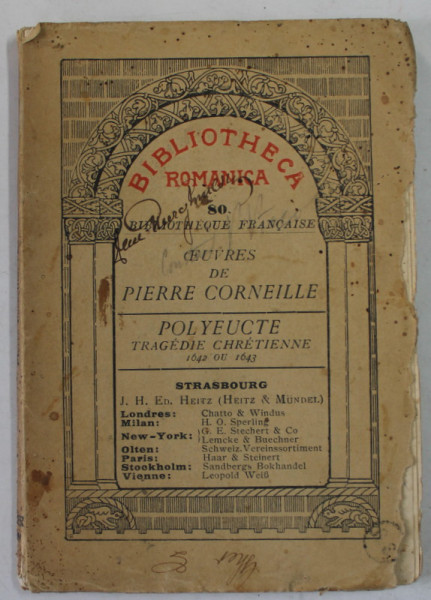 BIBLIOTHECA
ROMANICA
80.
BIBLIOTHÈQUE FRANÇAISE
ŒUVRES
DE
PIERRE CORNEILLE
POLYEUCTE
TRAGÉDIE CHRÉTIENNE
1642 OU 1643
STRASBOURG
J. H. ED. HEITZ (HEITZ & MÜNDEL)
Londres: Chatto & Windus
Milan: H. O. Sperling
New-York: G. E. Stechert & Co
Lemcke & Buechner
Olten: Schweiz. Vereinssortiment
Paris: Haar & Steinert
Stockholm: Sandbergs Bokhandel
Vienne: Leopold Weiß